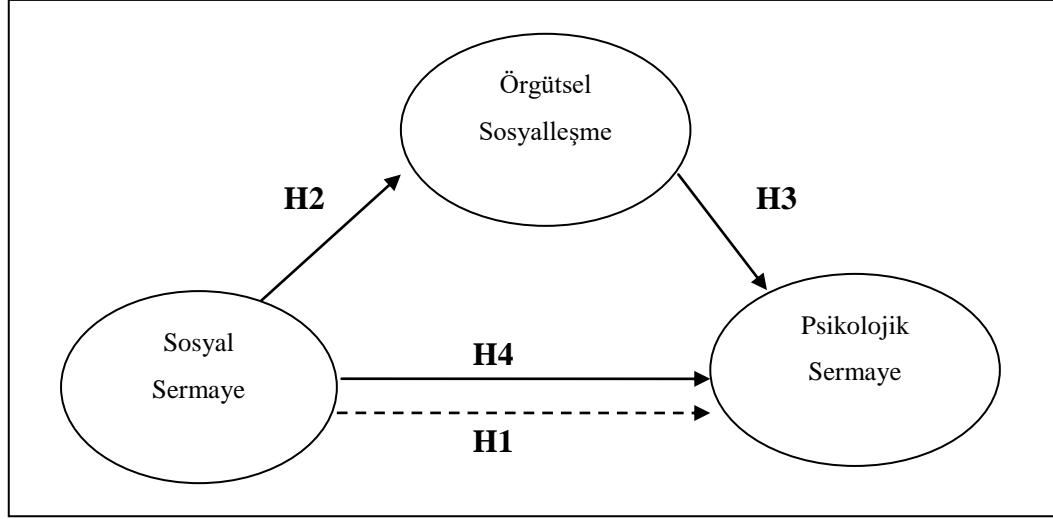 Örgütsel
Sosyalleşme
H2
H3
Sosyal
Sermaye
H4
H1
Psikolojik
Sermaye